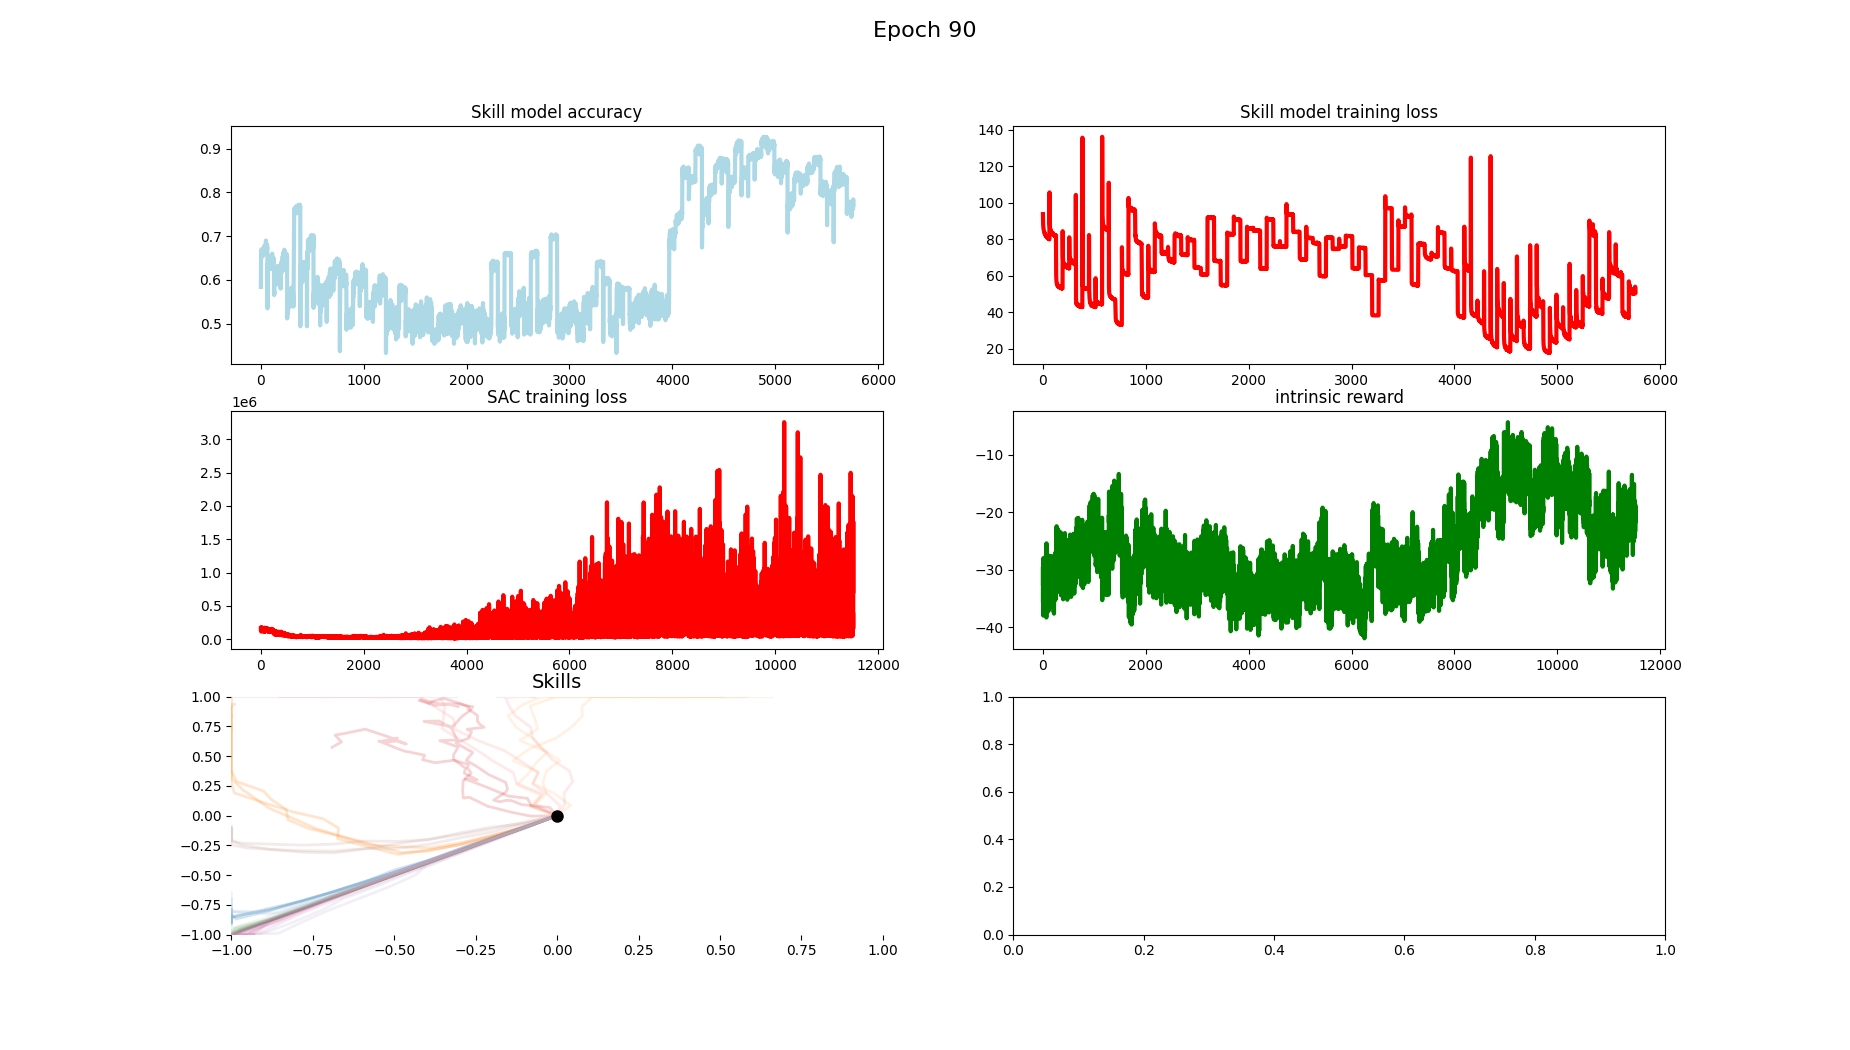 Epoch 90
Skill model accuracy
0.9
0.8
0.7
0.6
0.5
0 1000 2000 3000 4000 5000 6000
Skill model training loss
140
120
100
80
60
40
20
0 1000 2000 3000 4000 5000 6000
SAC training loss
1e6
3.0
2.5
2.0
1.5
1.0
0.5
0.0
0 2000 4000 6000 8000 10000 12000
intrinsic reward
−10
−20
−30
−40
0 2000 4000 6000 8000 10000 12000
Skills
1.00
0.75
0.50
0.25
0.00
−0.25
−0.50
−0.75
−1.00
−1.00 −0.75 −0.50 −0.25 0.00 0.25 0.50 0.75 1.00
1.0
0.8
0.6
0.4
0.2
0.0
0.0 0.2 0.4 0.6 0.8 1.0